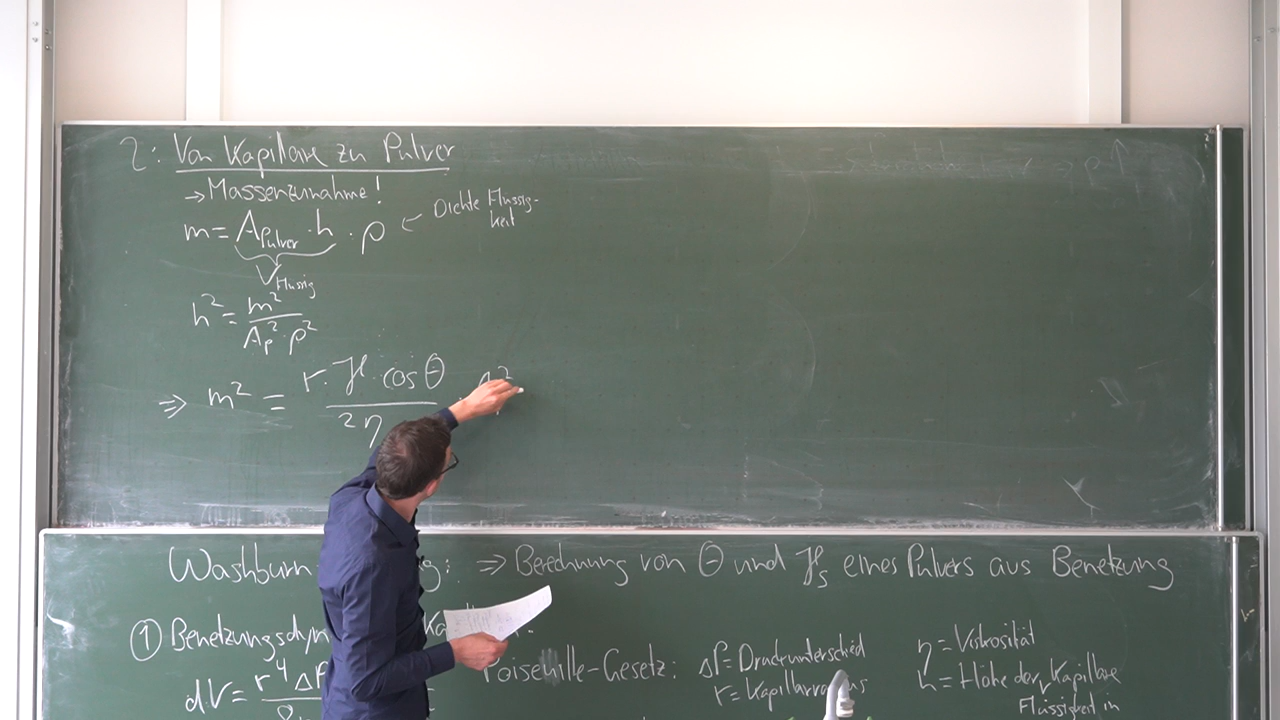 2: Von Kapillare zu Pulver
→ Massenzunahme!
m = A_Pulver · h · ρ ← Dichte Flüssig-
keit
V_Flüssig
h² = m² / (A_P² · ρ²)
⇒ m² = r · γ_l · cos θ / 2η
Washburn ⇒ Berechnung von θ und γ_s eines Pulvers aus Benetzung
① Benetzungsdyn
Poiseuille-Gesetz: ΔP = Druckunterschied η = Viskosität
dV = r⁴ ΔP r = Kapillarradius h = Höhe der Kapillare
Flüssigkeit in